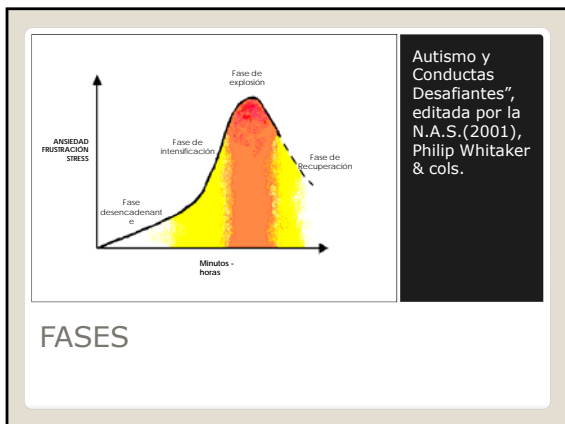 Fase de
explosión
ANSIEDAD
FRUSTRACIÓN
STRESS
Fase de
intensificación
Fase de
Recuperación
Fase
desencadenant
e
Minutos -
horas
Autismo y
Conductas
Desafiantes”,
editada por la
N.A.S.(2001),
Philip Whitaker
& cols.
FASES